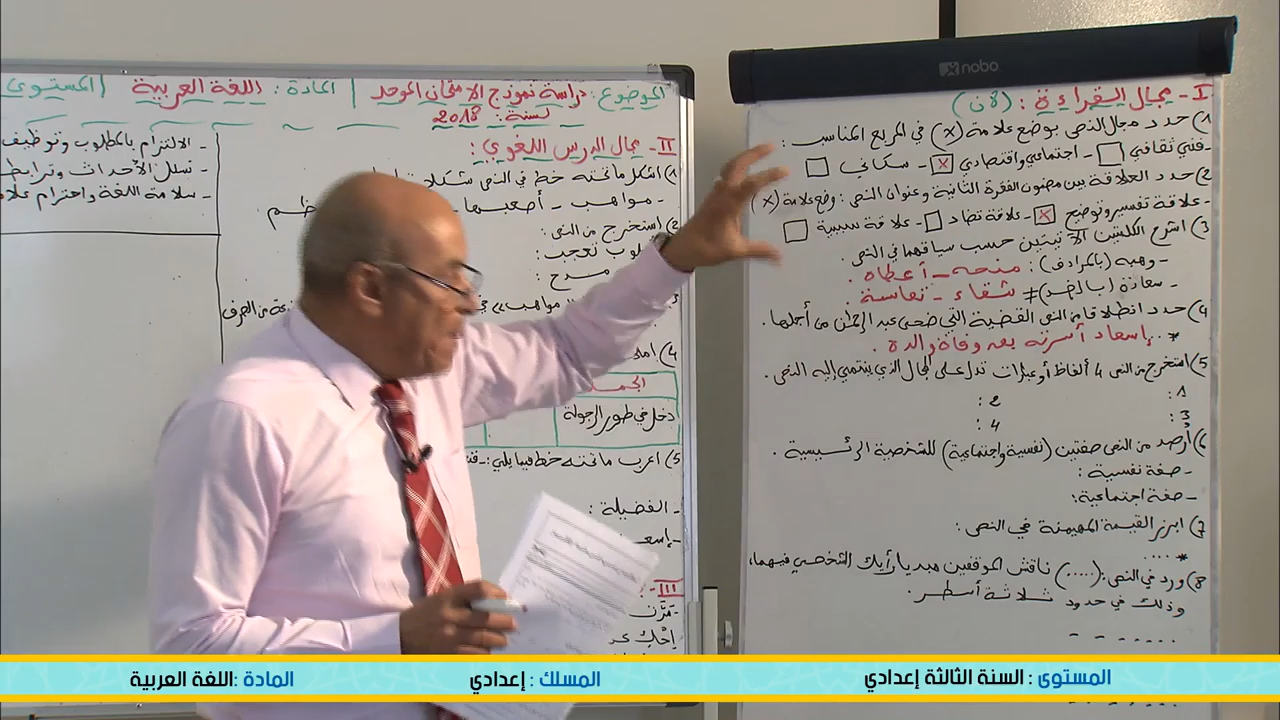 nobo
I - مجال القراءة : (8ن)
1) حدد مجال النص بوضع علامة (x) في المربع المناسب :
- فني ثقافي - اجتماعي واقتصادي x - سكاني
2) حدد العلاقة بين مضمون الفقرة الثانية وعنوان النص : وضع علامة (x)
- علاقة تفسير وتوضيح x - علاقة تضاد - علاقة سببية
3) اشرح الكلمتين الآتيتين حسب سياقهما في النص .
- وهبه (بالمرادف) : منحه - أعطاه .
- سعادة (بالضد) ≠ شقاء - تعاسة .
4) حدد انطلاقا من النص القضية التي ضحى عبد الرحمان من أجلها .
* .. إسعاد أسرته بعد وفاة والده .
5) استخرج من النص 4 ألفاظ أو عبارات تدل على المجال الذي ينتمي إليه النص .
1 : 2 :
3 : 4 :
6) أرصد من النص صفتين (نفسية واجتماعية) للشخصية الرئيسية .
- صفة نفسية :
- صفة اجتماعية :
7) ابرز القيمة المهيمنة في النص :
* ....
8) ورد في النص : (....) ناقش الموقفين مبديا رأيك الشخصي فيهما،
وذلك في حدود ثلاثة أسطر .
الموضوع : دراسة نموذج الامتحان الموحد | المادة : اللغة العربية | المستوى
لسنة : 2018
II - مجال الدرس اللغوي :
1) اشكل ما تحته خط في النص شكلا
- مواهب - أصعبها -
2) استخرج من النص :
تعجب :
مدح :
مواهب،، في
4)
الجمل
دخل في طور الرجولة
5) اعرب ما تحته خط فيما يلي :
- الفضيلة :
III -
- الالتزام بالمطلوب وتوظيف
- تسلسل الأحداث وترابط
- سلامة اللغة واحترام
من الصرف
المستوى : السنة الثالثة إعدادي المسلك : إعدادي المادة : اللغة العربية